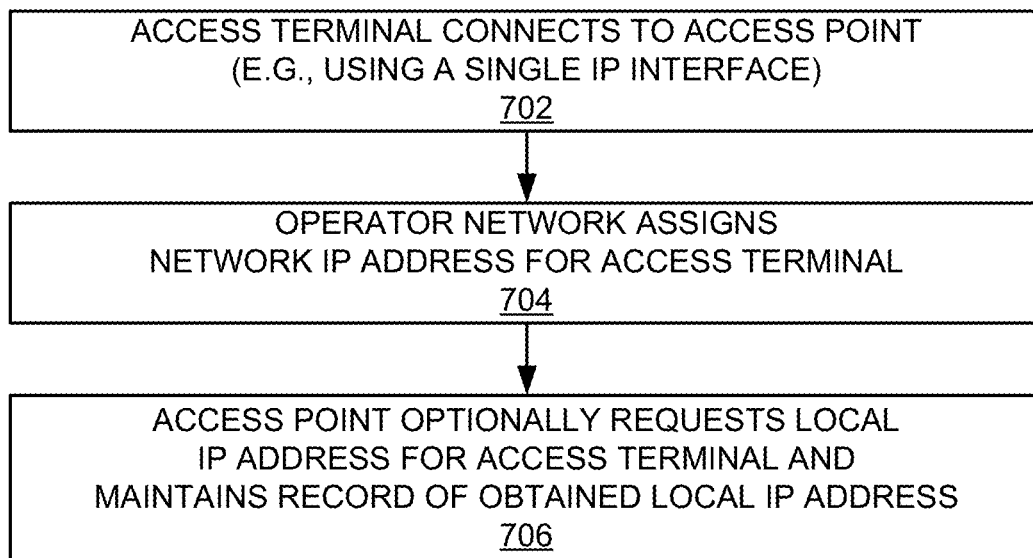 ACCESS TERMINAL CONNECTS TO ACCESS POINT
(E.G., USING A SINGLE IP INTERFACE)
702
OPERATOR NETWORK ASSIGNS
NETWORK IP ADDRESS FOR ACCESS TERMINAL
704
ACCESS POINT OPTIONALLY REQUESTS LOCAL
IP ADDRESS FOR ACCESS TERMINAL AND
MAINTAINS RECORD OF OBTAINED LOCAL IP ADDRESS
706